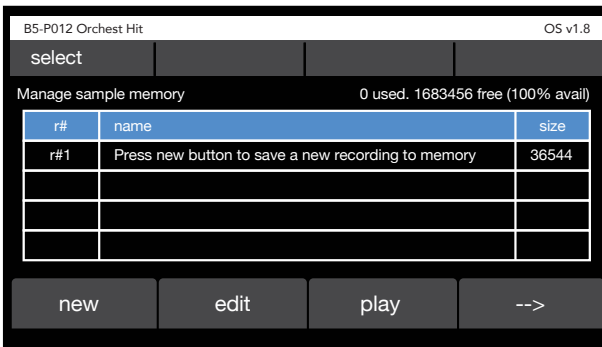 B5-P012 Orchest Hit OS v1.8
select
Manage sample memory 0 used. 1683456 free (100% avail)
r# name size
r#1 Press new button to save a new recording to memory 36544
new edit play -->